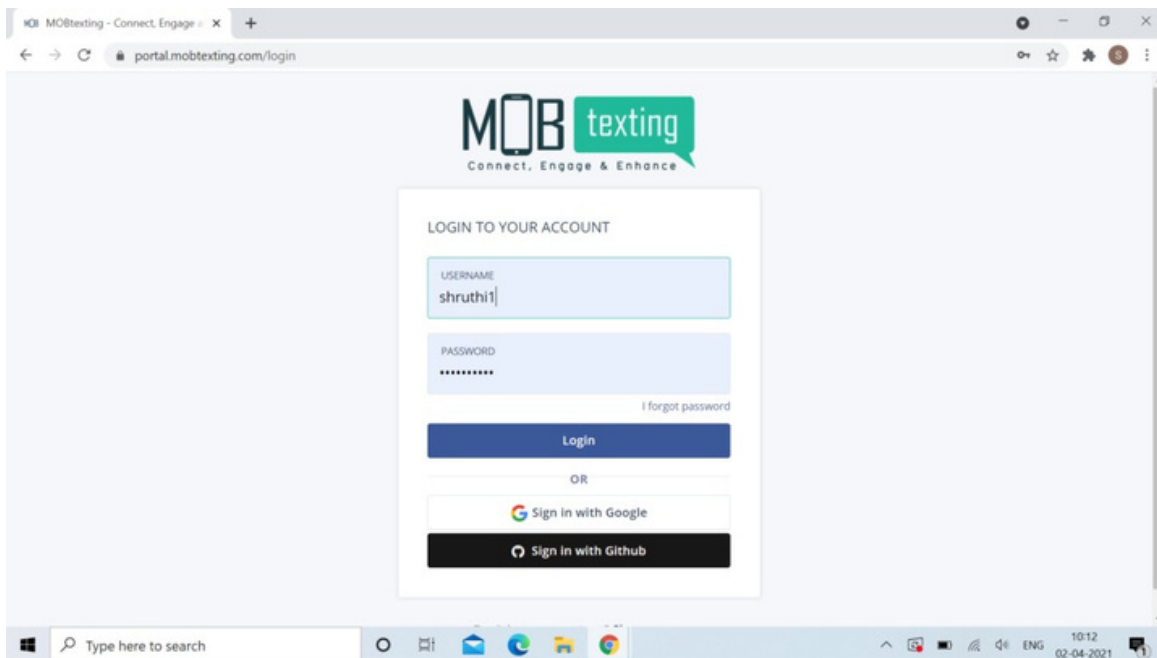 MOBtexting - Connect, Engage
portal.mobtexting.com/login
S
MOB texting
Connect, Engage & Enhance
LOGIN TO YOUR ACCOUNT
USERNAME
shruthi1
PASSWORD
••••••••••
I forgot password
Login
OR
Sign in with Google
Sign in with Github
Type here to search
ENG
10:12
02-04-2021
1